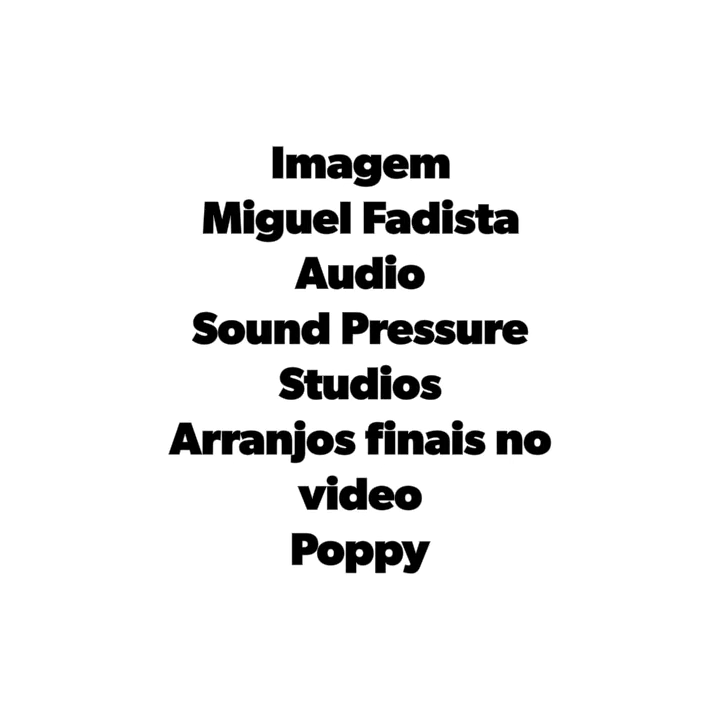 Imagem
Miguel Fadista
Audio
Sound Pressure
Studios
Arranjos finais no
video
Poppy